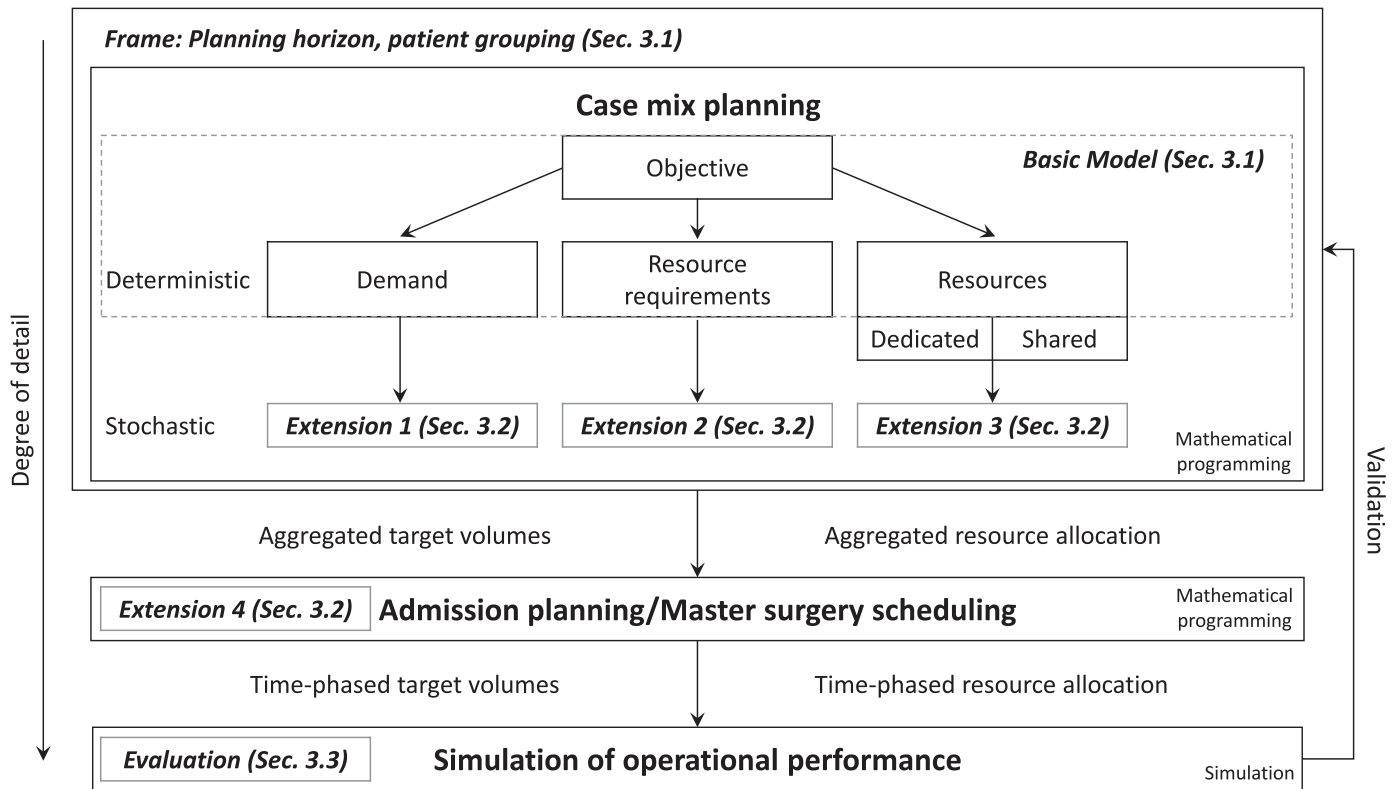 Frame: Planning horizon, patient grouping (Sec. 3.1)
Case mix planning
Basic Model (Sec. 3.1)
Objective
Deterministic
Demand
Resource
requirements
Resources
Dedicated
Shared
Stochastic
Extension 1 (Sec. 3.2)
Extension 2 (Sec. 3.2)
Extension 3 (Sec. 3.2)
Mathematical
programming
Degree of detail
Validation
Aggregated target volumes
Aggregated resource allocation
Extension 4 (Sec. 3.2)
Admission planning/Master surgery scheduling
Mathematical
programming
Time-phased target volumes
Time-phased resource allocation
Evaluation (Sec. 3.3)
Simulation of operational performance
Simulation